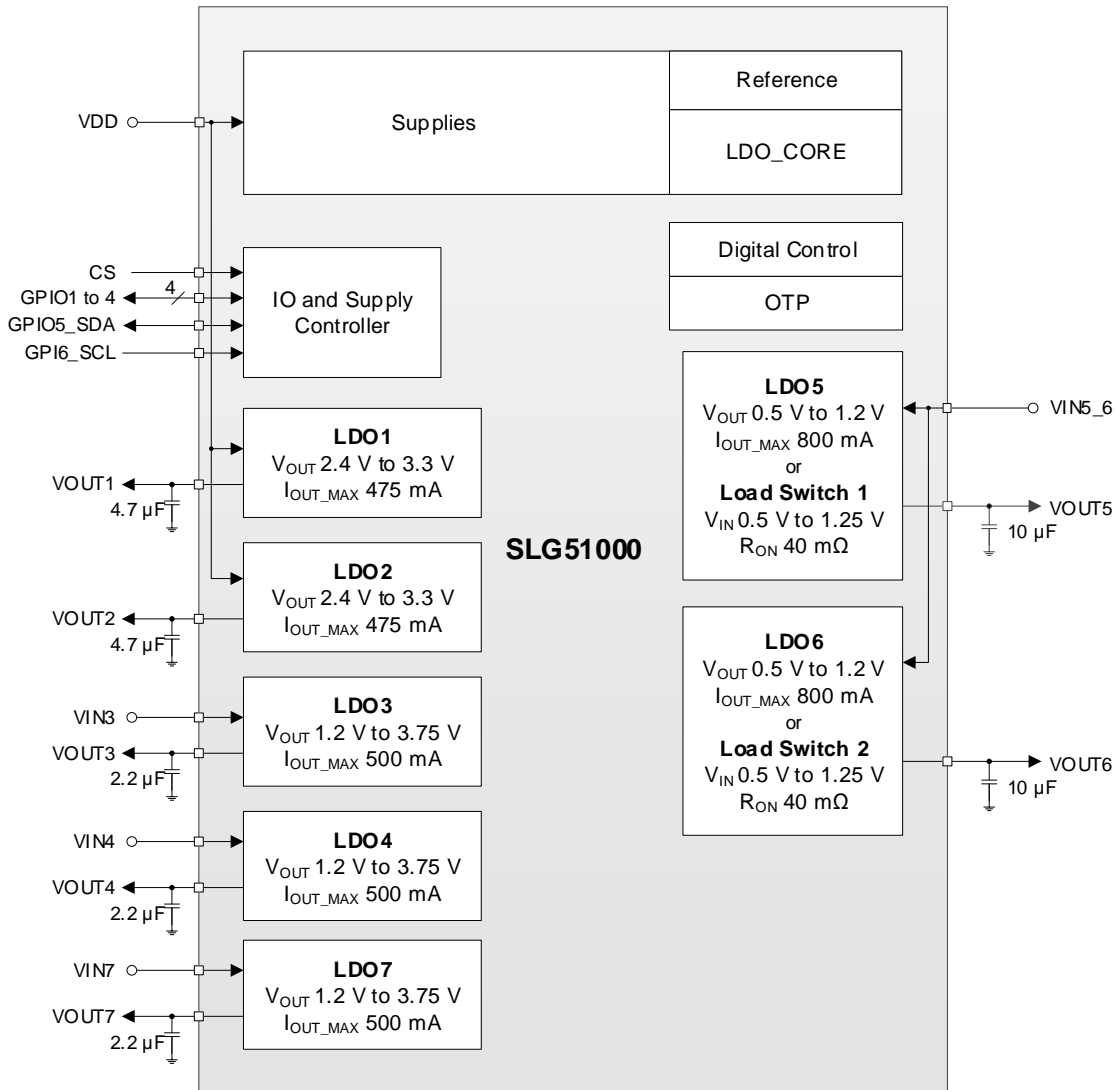 Reference
VDD
Supplies
LDO_CORE
Digital Control
OTP
CS
GPIO1 to 4
4
GPIO5_SDA
GPI6_SCL
IO and Supply
Controller
LDO1
VOUT 2.4 V to 3.3 V
IOUT_MAX 475 mA
VOUT1
4.7 µF
LDO2
VOUT 2.4 V to 3.3 V
IOUT_MAX 475 mA
VOUT2
4.7 µF
VIN3
LDO3
VOUT 1.2 V to 3.75 V
IOUT_MAX 500 mA
VOUT3
2.2 µF
VIN4
LDO4
VOUT 1.2 V to 3.75 V
IOUT_MAX 500 mA
VOUT4
2.2 µF
VIN7
LDO7
VOUT 1.2 V to 3.75 V
IOUT_MAX 500 mA
VOUT7
2.2 µF
SLG51000
LDO5
VOUT 0.5 V to 1.2 V
IOUT_MAX 800 mA
or
Load Switch 1
VIN 0.5 V to 1.25 V
RON 40 mΩ
VIN5_6
VOUT5
10 µF
LDO6
VOUT 0.5 V to 1.2 V
IOUT_MAX 800 mA
or
Load Switch 2
VIN 0.5 V to 1.25 V
RON 40 mΩ
VOUT6
10 µF